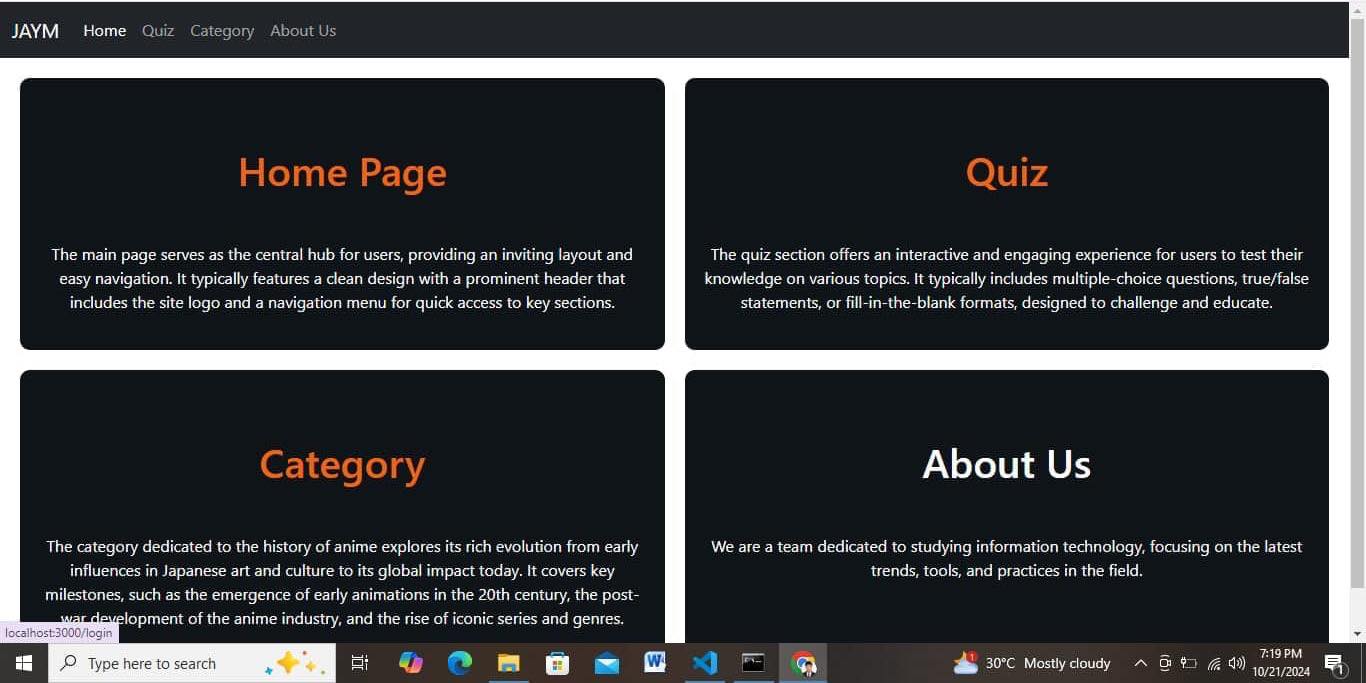 JAYM Home Quiz Category About Us
Home Page
The main page serves as the central hub for users, providing an inviting layout and
easy navigation. It typically features a clean design with a prominent header that
includes the site logo and a navigation menu for quick access to key sections.
Quiz
The quiz section offers an interactive and engaging experience for users to test their
knowledge on various topics. It typically includes multiple-choice questions, true/false
statements, or fill-in-the-blank formats, designed to challenge and educate.
Category
The category dedicated to the history of anime explores its rich evolution from early
influences in Japanese art and culture to its global impact today. It covers key
milestones, such as the emergence of early animations in the 20th century, the post-
war development of the anime industry, and the rise of iconic series and genres.
About Us
We are a team dedicated to studying information technology, focusing on the latest
trends, tools, and practices in the field.
localhost:3000/login
Type here to search
1
30°C Mostly cloudy
7:19 PM
10/21/2024
1